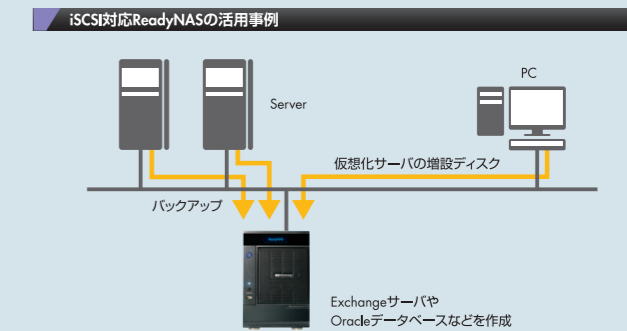 iSCSI対応ReadyNASの活用事例
PC
Server
仮想化サーバの増設ディスク
バックアップ
Exchangeサーバや
Oracleデータベースなどを作成